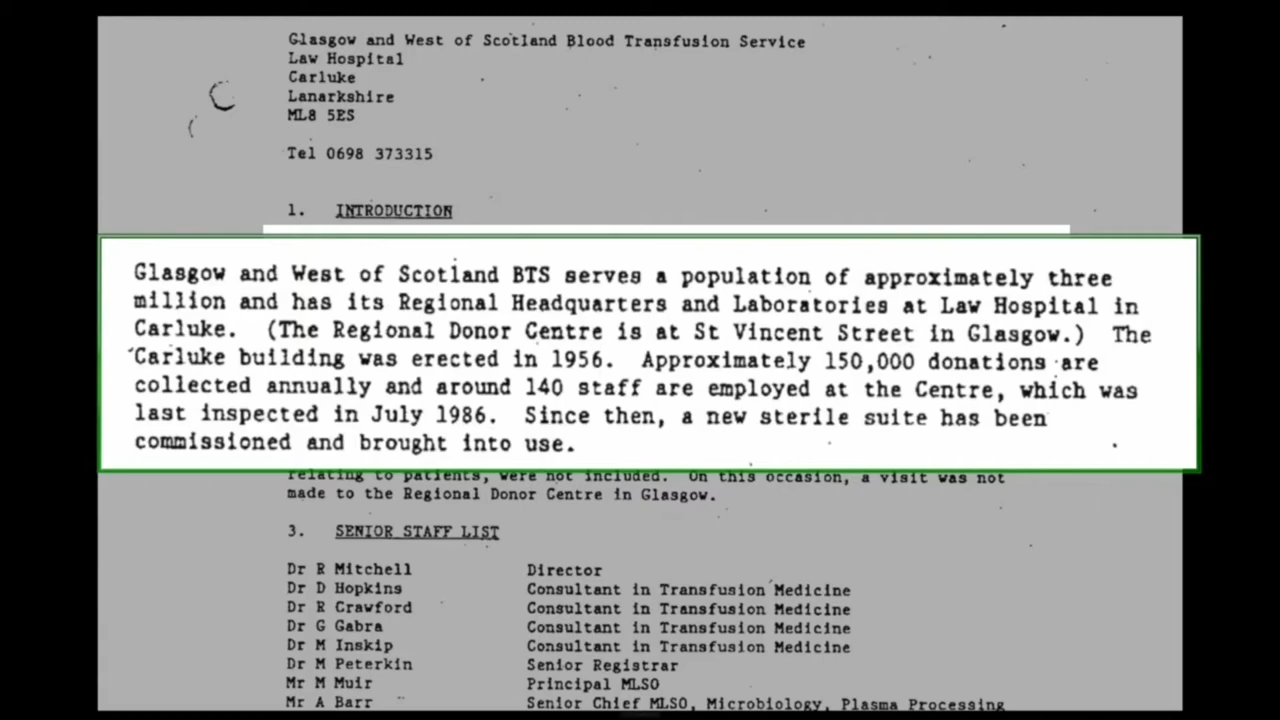 Glasgow and West of Scotland Blood Transfusion Service
Law Hospital
Carluke
Lanarkshire
ML8 5ES
Tel 0698 373315
1. INTRODUCTION
Glasgow and West of Scotland BTS serves a population of approximately three
million and has its Regional Headquarters and Laboratories at Law Hospital in
Carluke. (The Regional Donor Centre is at St Vincent Street in Glasgow.) The
Carluke building was erected in 1956. Approximately 150,000 donations are
collected annually and around 140 staff are employed at the Centre, which was
last inspected in July 1986. Since then, a new sterile suite has been
commissioned and brought into use.
relating to patients, were not included. On this occasion, a visit was not
made to the Regional Donor Centre in Glasgow.
3. SENIOR STAFF LIST
Dr R Mitchell Director
Dr D Hopkins Consultant in Transfusion Medicine
Dr R Crawford Consultant in Transfusion Medicine
Dr G Gabra Consultant in Transfusion Medicine
Dr M Inskip Consultant in Transfusion Medicine
Dr M Peterkin Senior Registrar
Mr M Muir Principal MLSO
Mr A Barr Senior Chief MLSO, Microbiology, Plasma Processing